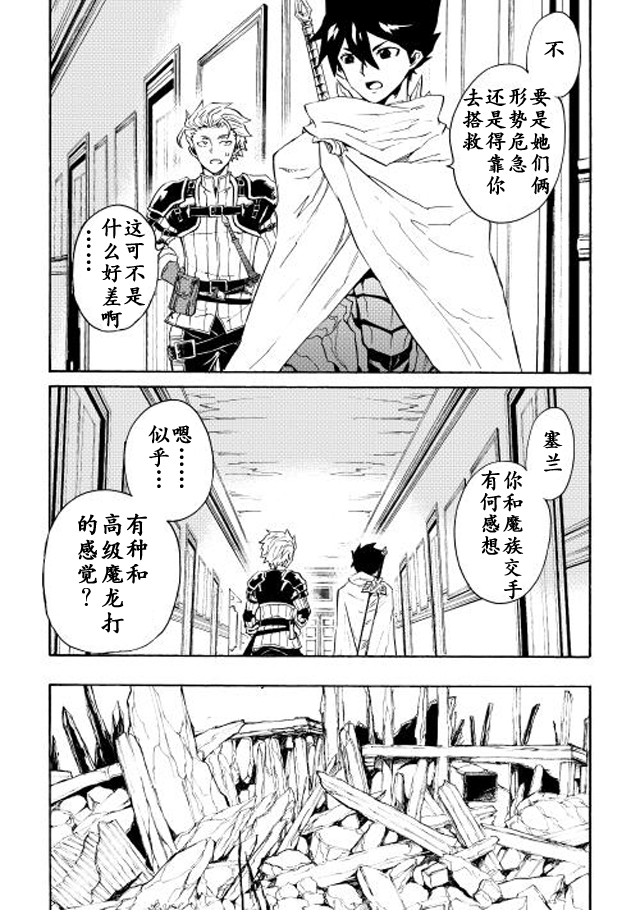 不
要是她们俩
形势危急
还是得靠你
去搭救
这可不是
什么好差啊
……
塞兰
你和魔族交手
有何感想
嗯……
似乎…
有种和
高级魔龙打
的感觉？